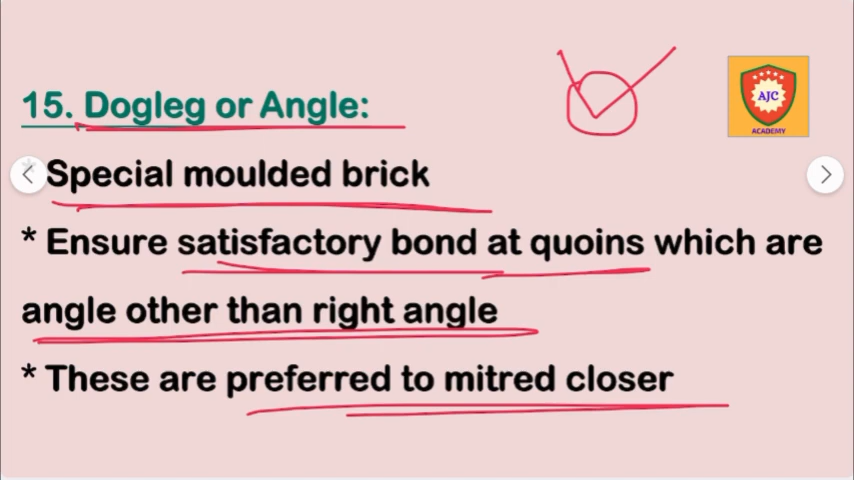 15. Dogleg or Angle:
AJC
ACADEMY
* Special moulded brick
* Ensure satisfactory bond at quoins which are
angle other than right angle
* These are preferred to mitred closer